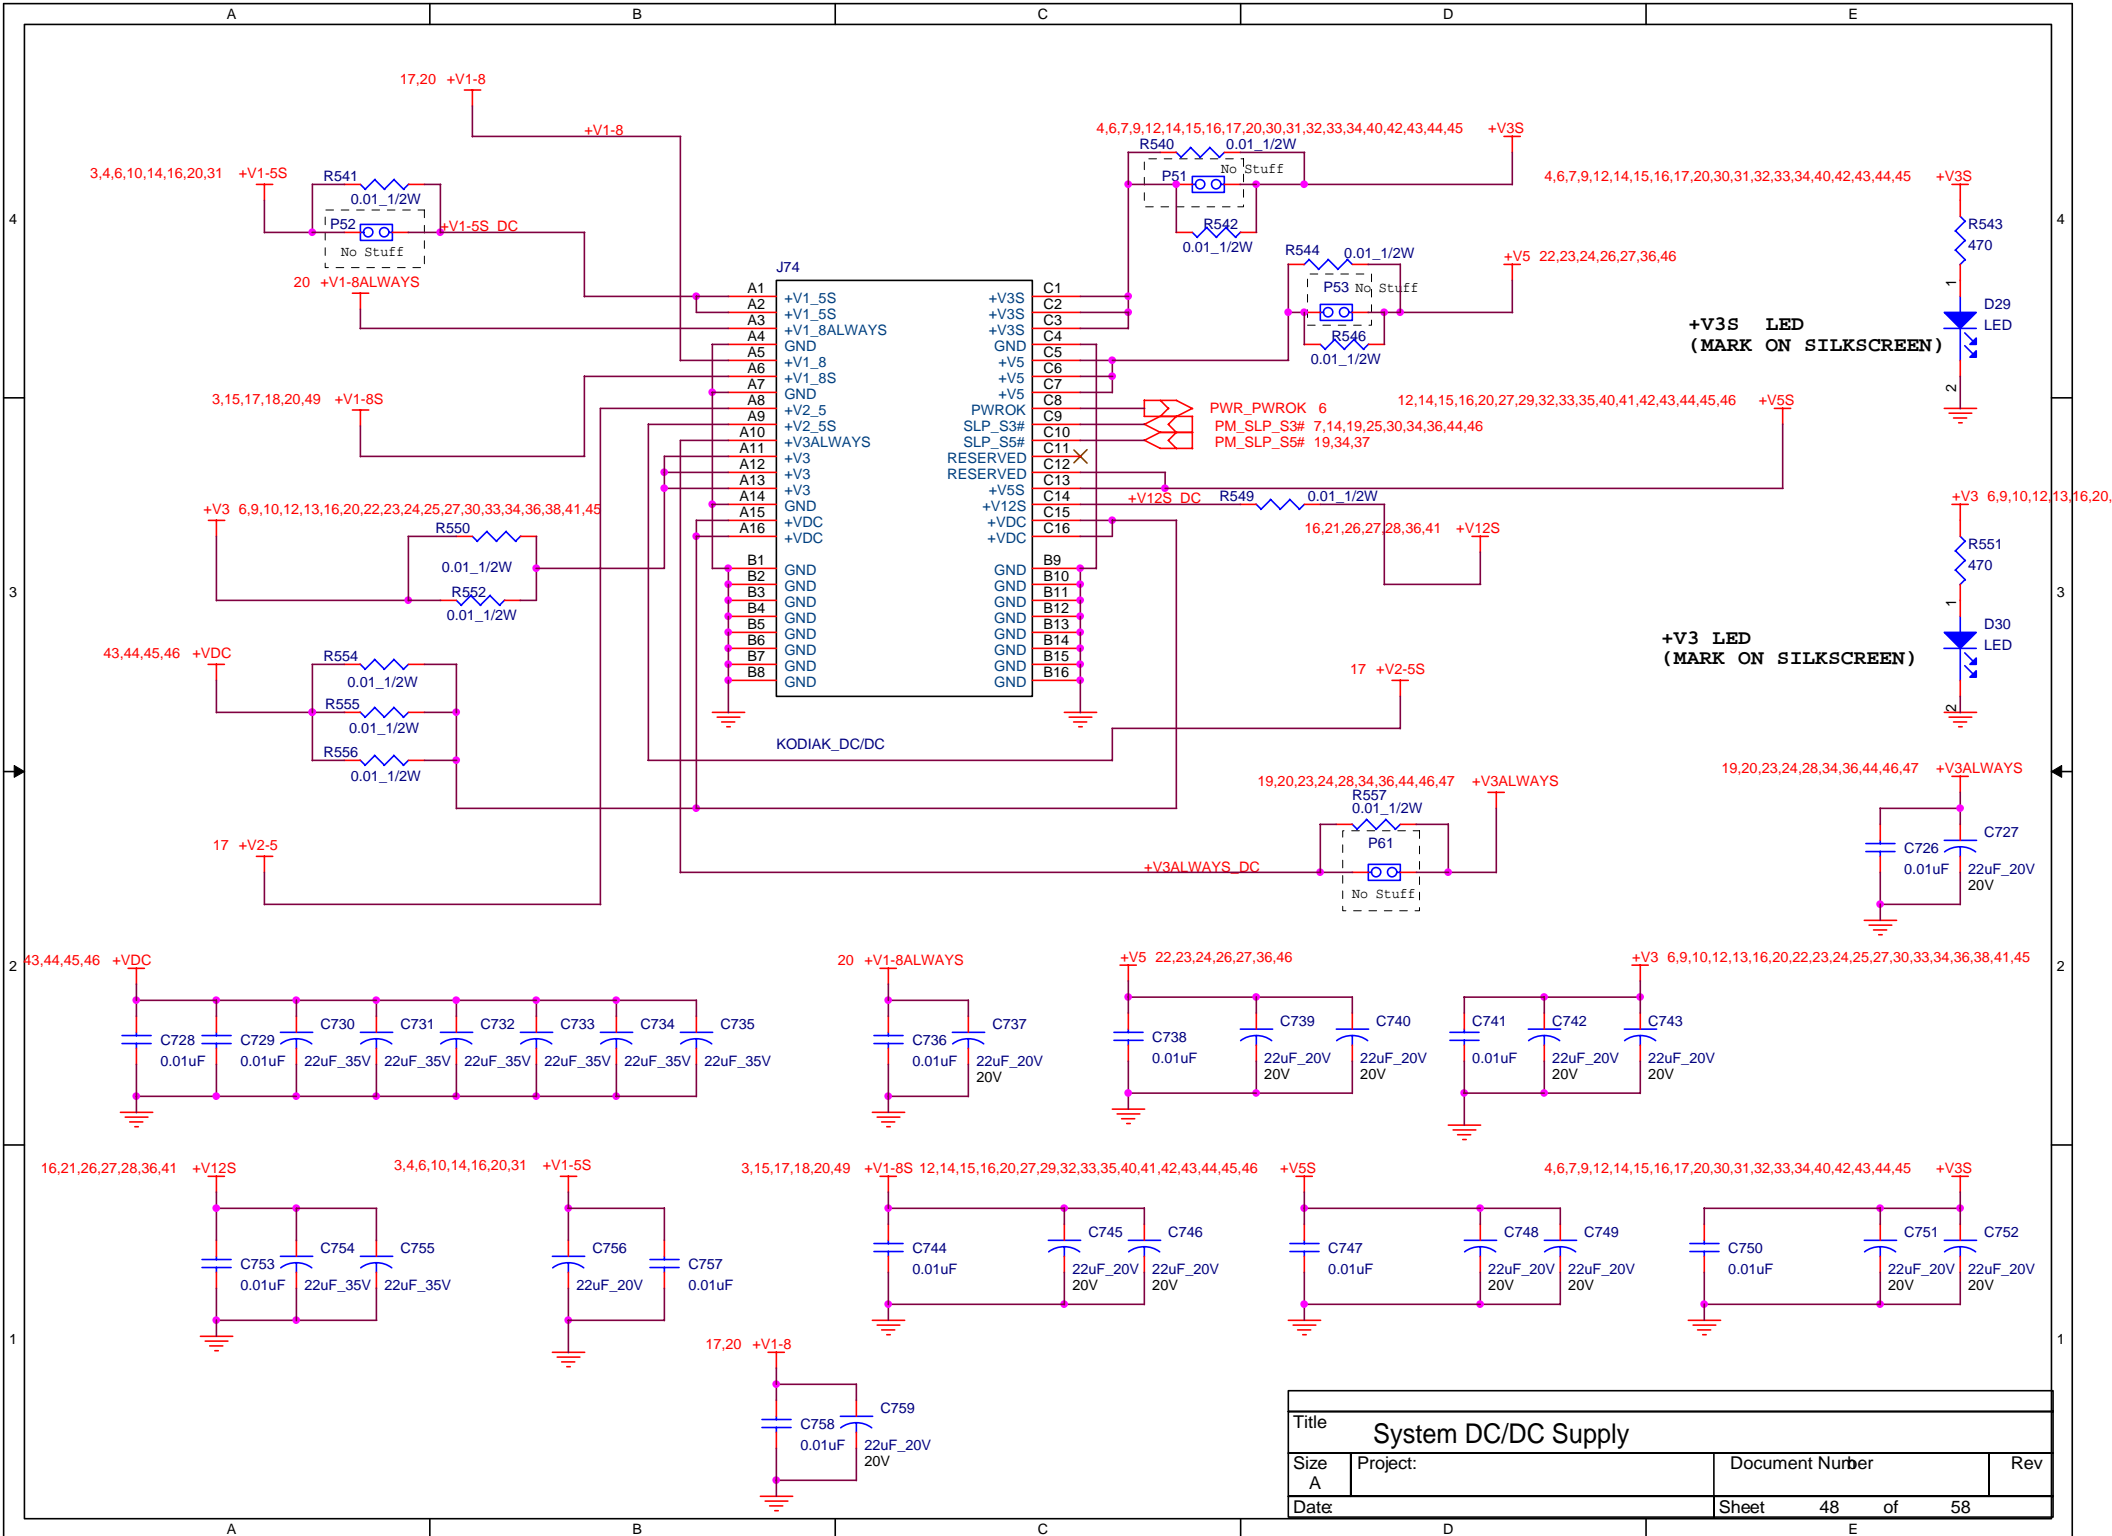 A B C D E
17,20 +V1-8
+V1-8
3,4,6,10,14,16,20,31 +V1-5S
R541
0.01_1/2W
P52
No Stuff
+V1-5S_DC
20 +V1-8ALWAYS
4,6,7,9,12,14,15,16,17,20,30,31,32,33,34,40,42,43,44,45 +V3S
R540 0.01_1/2W
No Stuff
P51
R542
0.01_1/2W
4,6,7,9,12,14,15,16,17,20,30,31,32,33,34,40,42,43,44,45 +V3S
R543
470
4 4
R544 0.01_1/2W
P53 No Stuff
R546
0.01_1/2W
+V5 22,23,24,26,27,36,46
1
D29
LED
2
+V3S LED
(MARK ON SILKSCREEN)
J74
A1 +V1_5S +V3S C1
A2 +V1_5S +V3S C2
A3 +V1_8ALWAYS +V3S C3
A4 GND GND C4
A5 +V1_8 +V5 C5
A6 +V1_8S +V5 C6
A7 GND +V5 C7
A8 +V2_5 PWROK C8
A9 +V2_5S SLP_S3# C9
A10 +V3ALWAYS SLP_S5# C10
A11 +V3 RESERVED C11
A12 +V3 RESERVED C12
A13 +V3 +V5S C13
A14 GND +V12S C14
A15 +VDC +VDC C15
A16 +VDC +VDC C16
B1 GND GND B9
B2 GND GND B10
B3 GND GND B11
B4 GND GND B12
B5 GND GND B13
B6 GND GND B14
B7 GND GND B15
B8 GND GND B16
KODIAK_DC/DC
3,15,17,18,20,49 +V1-8S
PWR_PWROK 6
PM_SLP_S3# 7,14,19,25,30,34,36,44,46
PM_SLP_S5# 19,34,37
12,14,15,16,20,27,29,32,33,35,40,41,42,43,44,45,46 +V5S
+V12S_DC R549 0.01_1/2W
16,21,26,27,28,36,41 +V12S
+V3 6,9,10,12,13,16,20,22,23,24,25,27,30,33,34,36,38,41,45
R550
0.01_1/2W
R552
0.01_1/2W
+V3 6,9,10,12,13,16,20,
R551
470
1
D30
LED
2
+V3 LED
(MARK ON SILKSCREEN)
3 3
43,44,45,46 +VDC
R554
0.01_1/2W
R555
0.01_1/2W
R556
0.01_1/2W
17 +V2-5S
17 +V2-5
19,20,23,24,28,34,36,44,46,47 +V3ALWAYS
R557
0.01_1/2W
P61
No Stuff
+V3ALWAYS_DC
19,20,23,24,28,34,36,44,46,47 +V3ALWAYS
C726
0.01uF
C727
22uF_20V
20V
2 2
43,44,45,46 +VDC
C728
0.01uF
C729
0.01uF
C730
22uF_35V
C731
22uF_35V
C732
22uF_35V
C733
22uF_35V
C734
22uF_35V
C735
22uF_35V
20 +V1-8ALWAYS
C736
0.01uF
C737
22uF_20V
20V
+V5 22,23,24,26,27,36,46
C738
0.01uF
C739
22uF_20V
20V
C740
22uF_20V
20V
+V3 6,9,10,12,13,16,20,22,23,24,25,27,30,33,34,36,38,41,45
C741
0.01uF
C742
22uF_20V
20V
C743
22uF_20V
20V
16,21,26,27,28,36,41 +V12S
C753
0.01uF
C754
22uF_35V
C755
22uF_35V
3,4,6,10,14,16,20,31 +V1-5S
C756
22uF_20V
C757
0.01uF
3,15,17,18,20,49 +V1-8S
C744
0.01uF
C745
22uF_20V
20V
C746
22uF_20V
20V
12,14,15,16,20,27,29,32,33,35,40,41,42,43,44,45,46 +V5S
C747
0.01uF
C748
22uF_20V
20V
C749
22uF_20V
20V
4,6,7,9,12,14,15,16,17,20,30,31,32,33,34,40,42,43,44,45 +V3S
C750
0.01uF
C751
22uF_20V
20V
C752
22uF_20V
20V
1 1
17,20 +V1-8
C758
0.01uF
C759
22uF_20V
20V
Title
System DC/DC Supply
Size
A
Project:
Document Number
Rev
Date:
Sheet 48 of 58
A B C D E